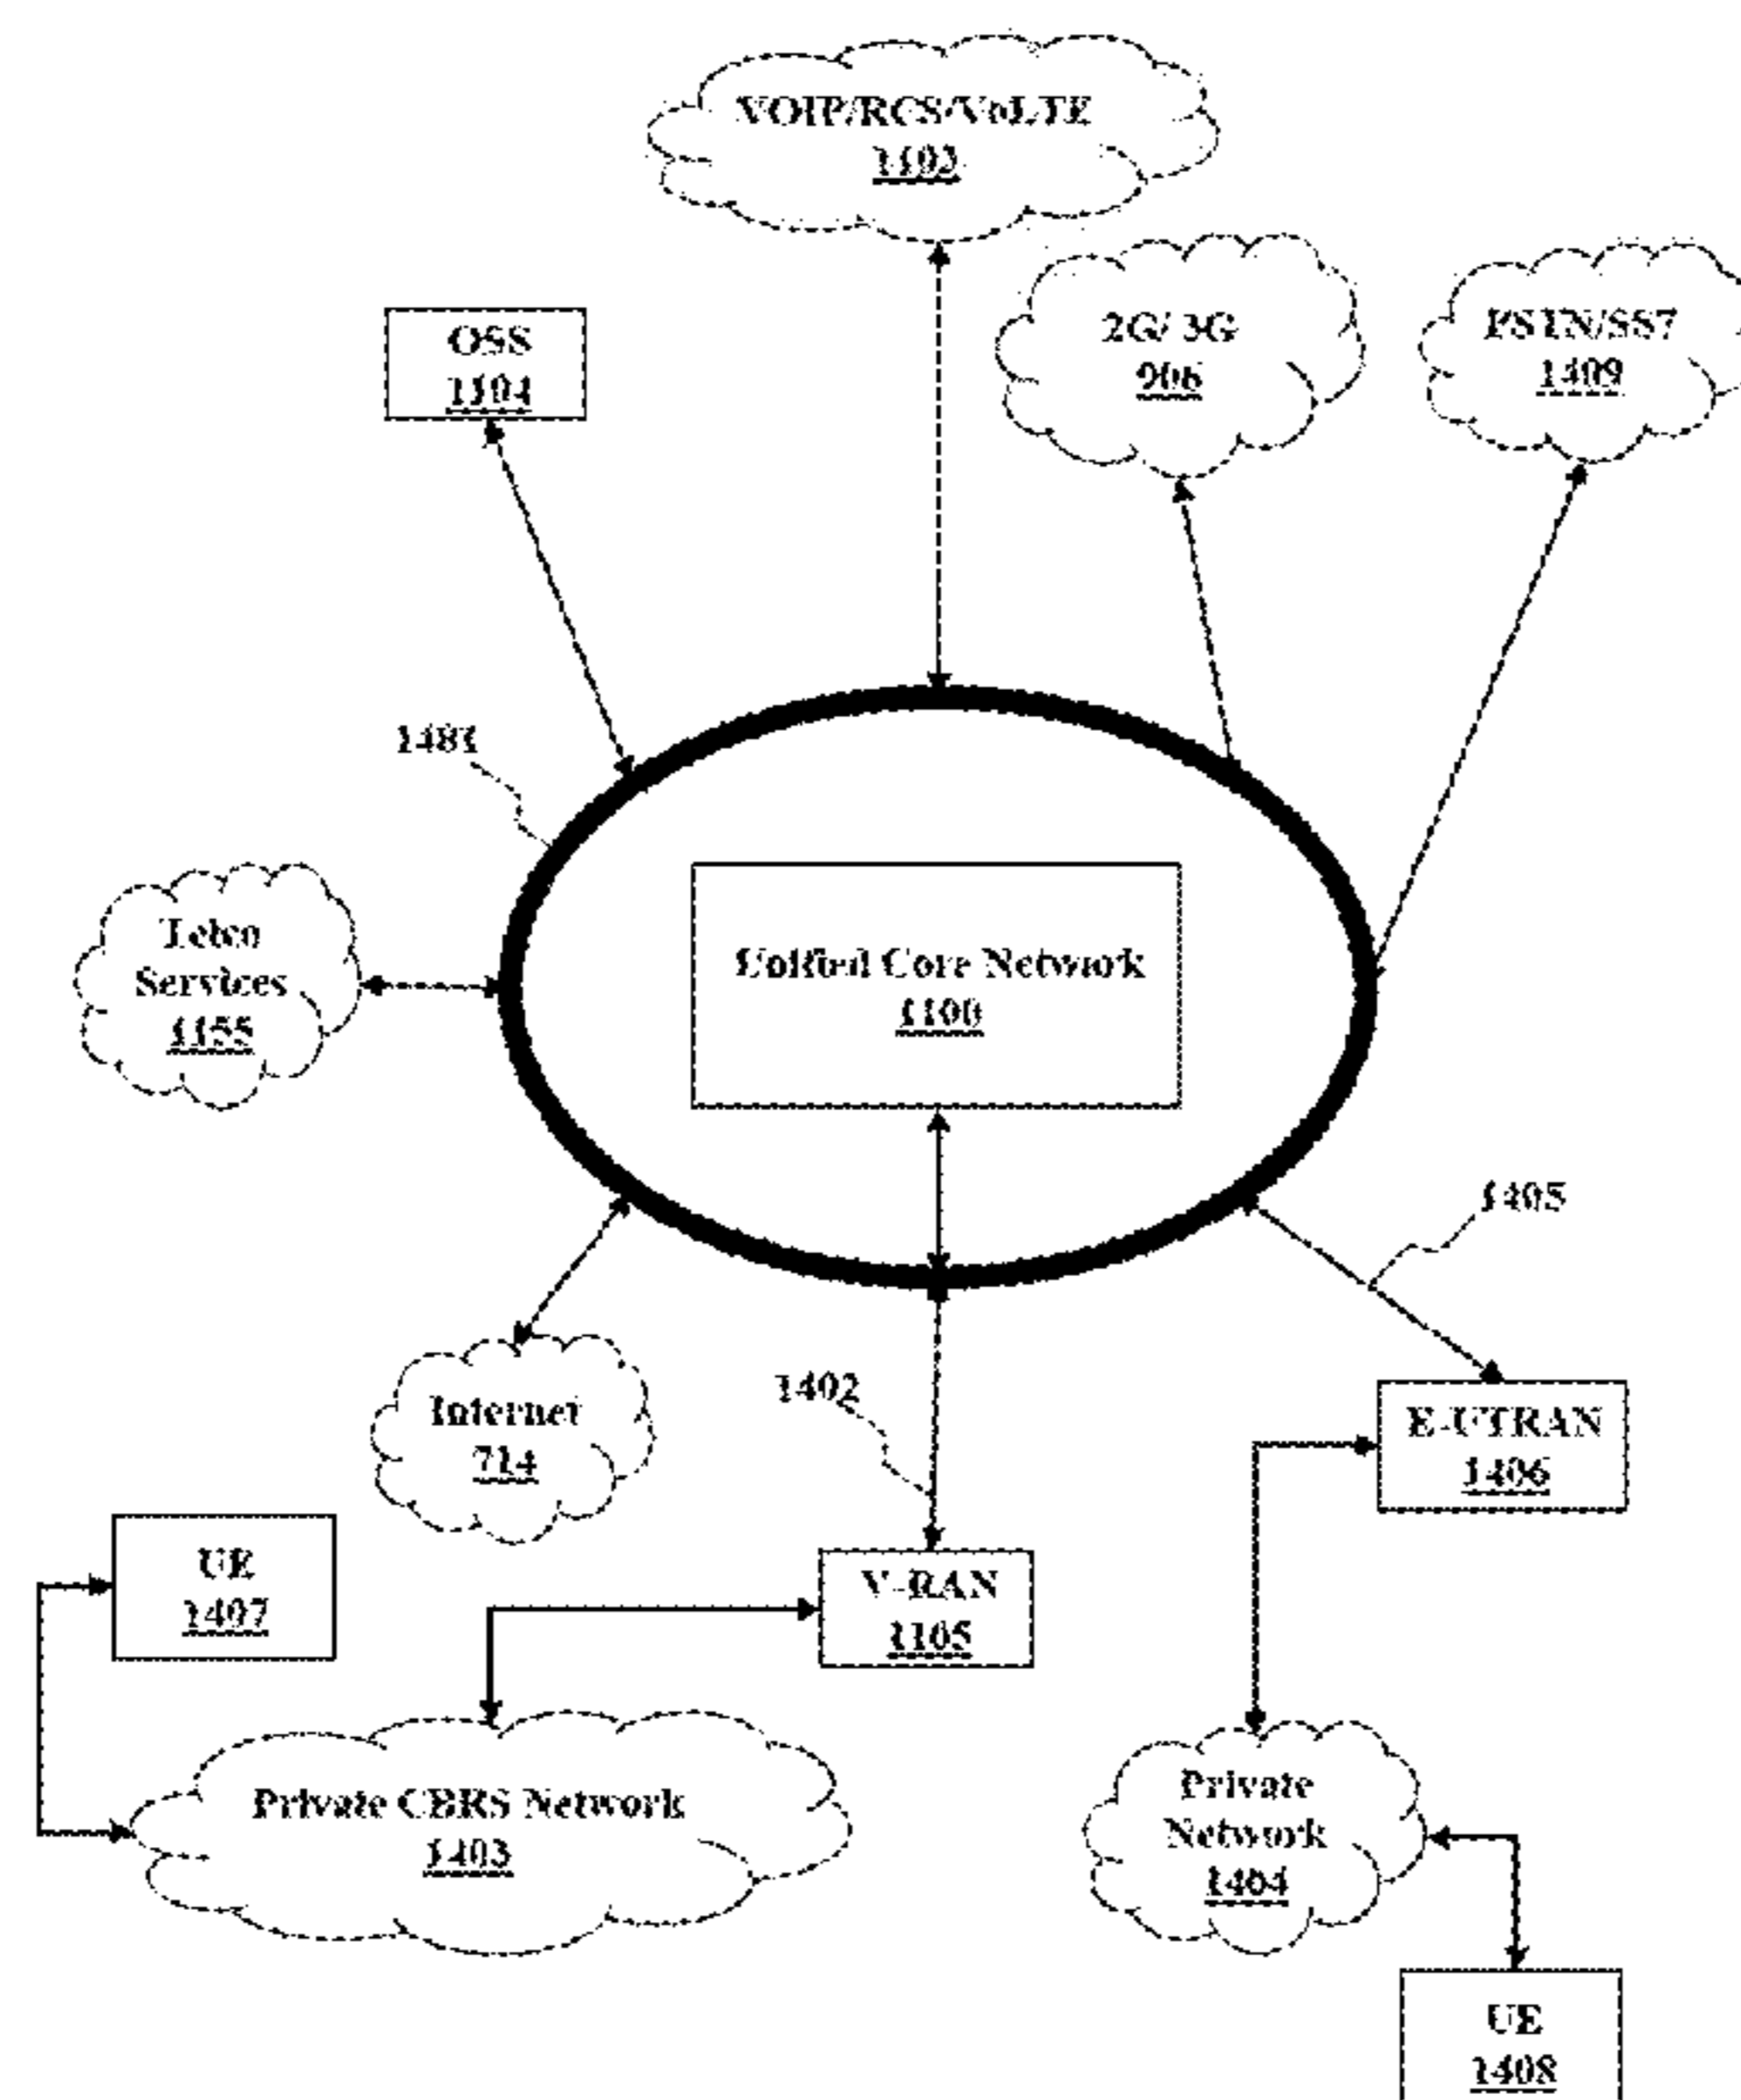 VOIP/RCS/VoLTE
1102
OSS
1104
2G/ 3G
906
PSTN/SS7
1409
1401
Telco
Services
1155
Unified Core Network
1100
1405
Internet
714
1402
E-UTRAN
1406
UE
1407
V-RAN
1105
Private CBRS Network
1403
Private
Network
1404
UE
1408